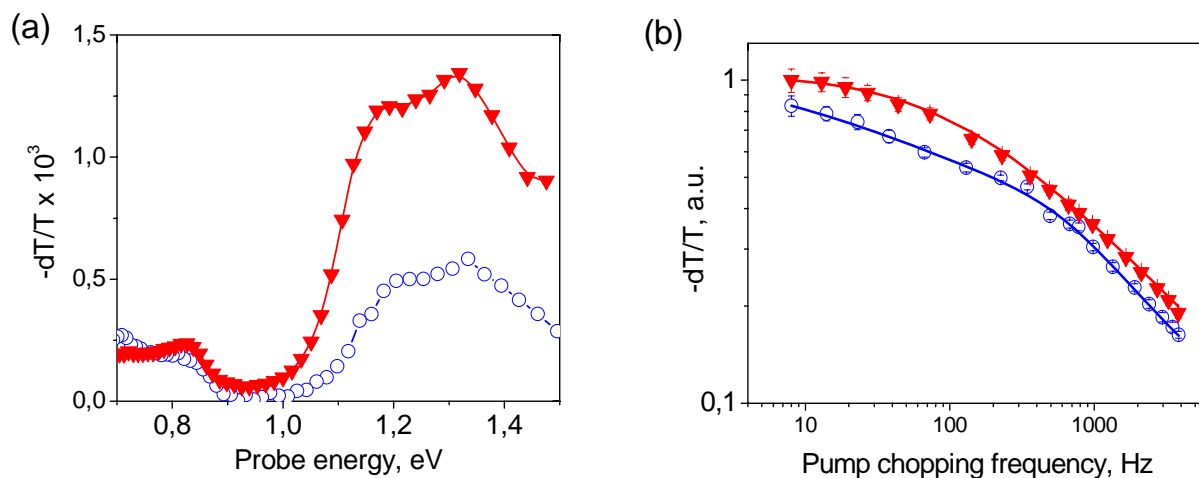 (a)
1,5
1,0
0,5
0,0
-dT/T x 10³
0,8 1,0 1,2 1,4
Probe energy, eV
(b)
1
0,1
-dT/T, a.u.
10 100 1000
Pump chopping frequency, Hz